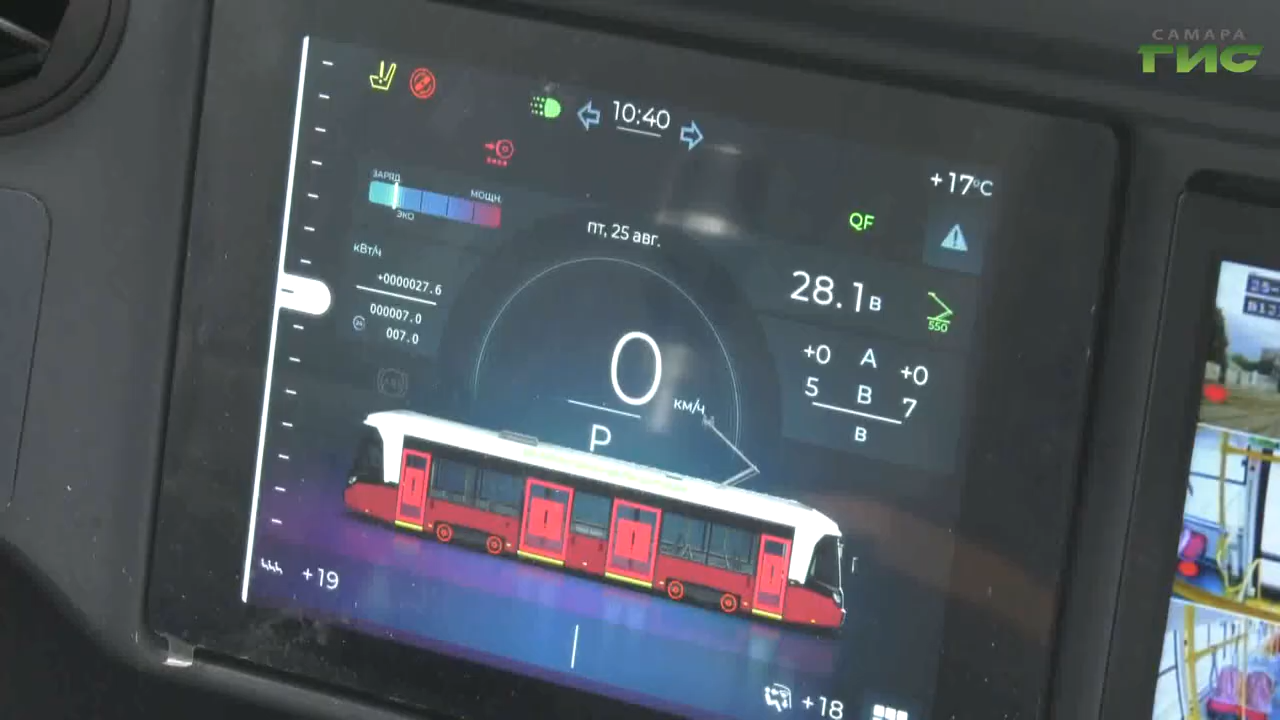 САМАРА
ГИС
10:40
+17°C
ЗАРЯД
МОЩН.
ЭКО
QF
пт, 25 авг.
кВт/ч
+0000027.6
000007.0
007.0
28.1 В
550
+0 А +0
5 В 7
В
0
км/ч
P
+19
+18